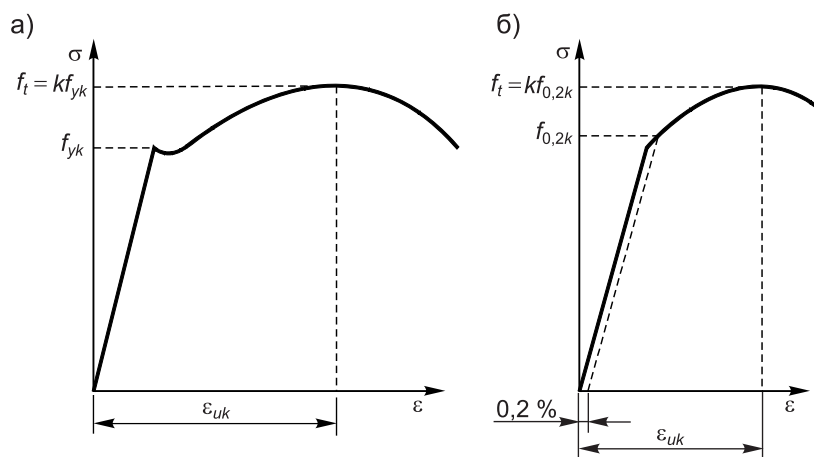 а)
σ
f_t = kf_yk
f_yk
ε_uk
ε
б)
σ
f_t = kf_0,2k
f_0,2k
0,2 %
ε_uk
ε